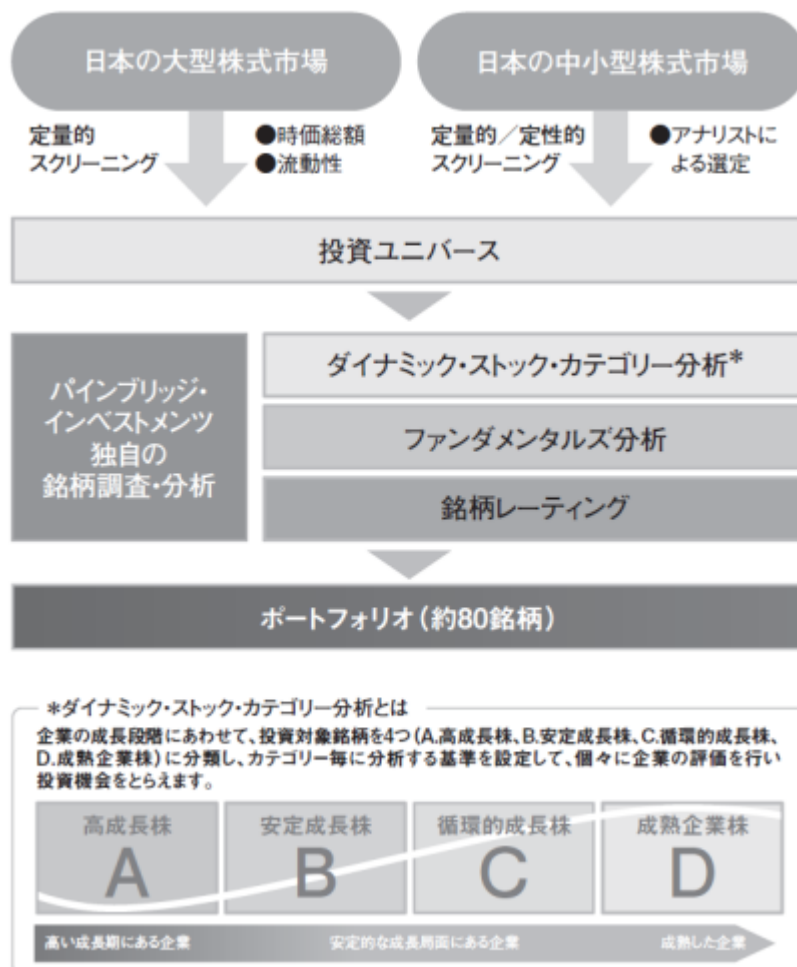 日本の大型株式市場
日本の中小型株式市場
定量的
スクリーニング
●時価総額
●流動性
定量的／定性的
スクリーニング
●アナリストに
よる選定
投資ユニバース
パインブリッジ・
インベストメンツ
独自の
銘柄調査・分析
ダイナミック・ストック・カテゴリー分析*
ファンダメンタルズ分析
銘柄レーティング
ポートフォリオ（約80銘柄）
*ダイナミック・ストック・カテゴリー分析とは
企業の成長段階にあわせて、投資対象銘柄を4つ（A.高成長株、B.安定成長株、C.循環的成長株、
D.成熟企業株）に分類し、カテゴリー毎に分析する基準を設定して、個々に企業の評価を行い
投資機会をとらえます。
高成長株
A
安定成長株
B
循環的成長株
C
成熟企業株
D
高い成長期にある企業
安定的な成長局面にある企業
成熟した企業